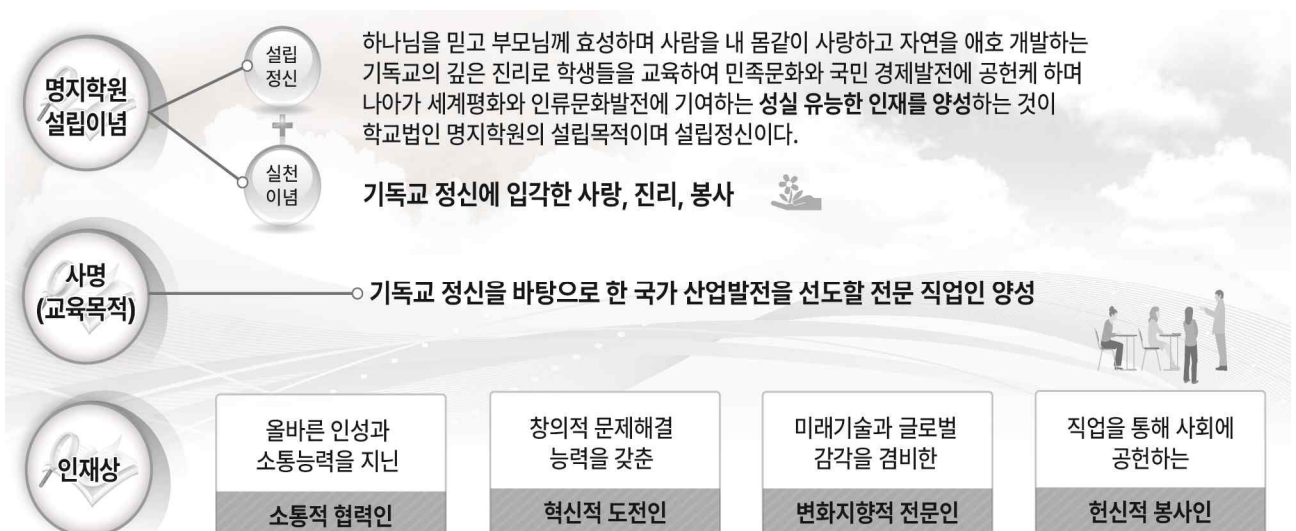 명지학원
설립이념
설립
정신
하나님을 믿고 부모님께 효성하며 사람을 내 몸같이 사랑하고 자연을 애호 개발하는
기독교의 깊은 진리로 학생들을 교육하여 민족문화와 국민 경제발전에 공헌케 하며
나아가 세계평화와 인류문화발전에 기여하는 성실 유능한 인재를 양성하는 것이
학교법인 명지학원의 설립목적이며 설립정신이다.
실천
이념
기독교 정신에 입각한 사랑, 진리, 봉사
사명
(교육목적)
기독교 정신을 바탕으로 한 국가 산업발전을 선도할 전문 직업인 양성
인재상
올바른 인성과
소통능력을 지닌
소통적 협력인
창의적 문제해결
능력을 갖춘
혁신적 도전인
미래기술과 글로벌
감각을 겸비한
변화지향적 전문인
직업을 통해 사회에
공헌하는
헌신적 봉사인